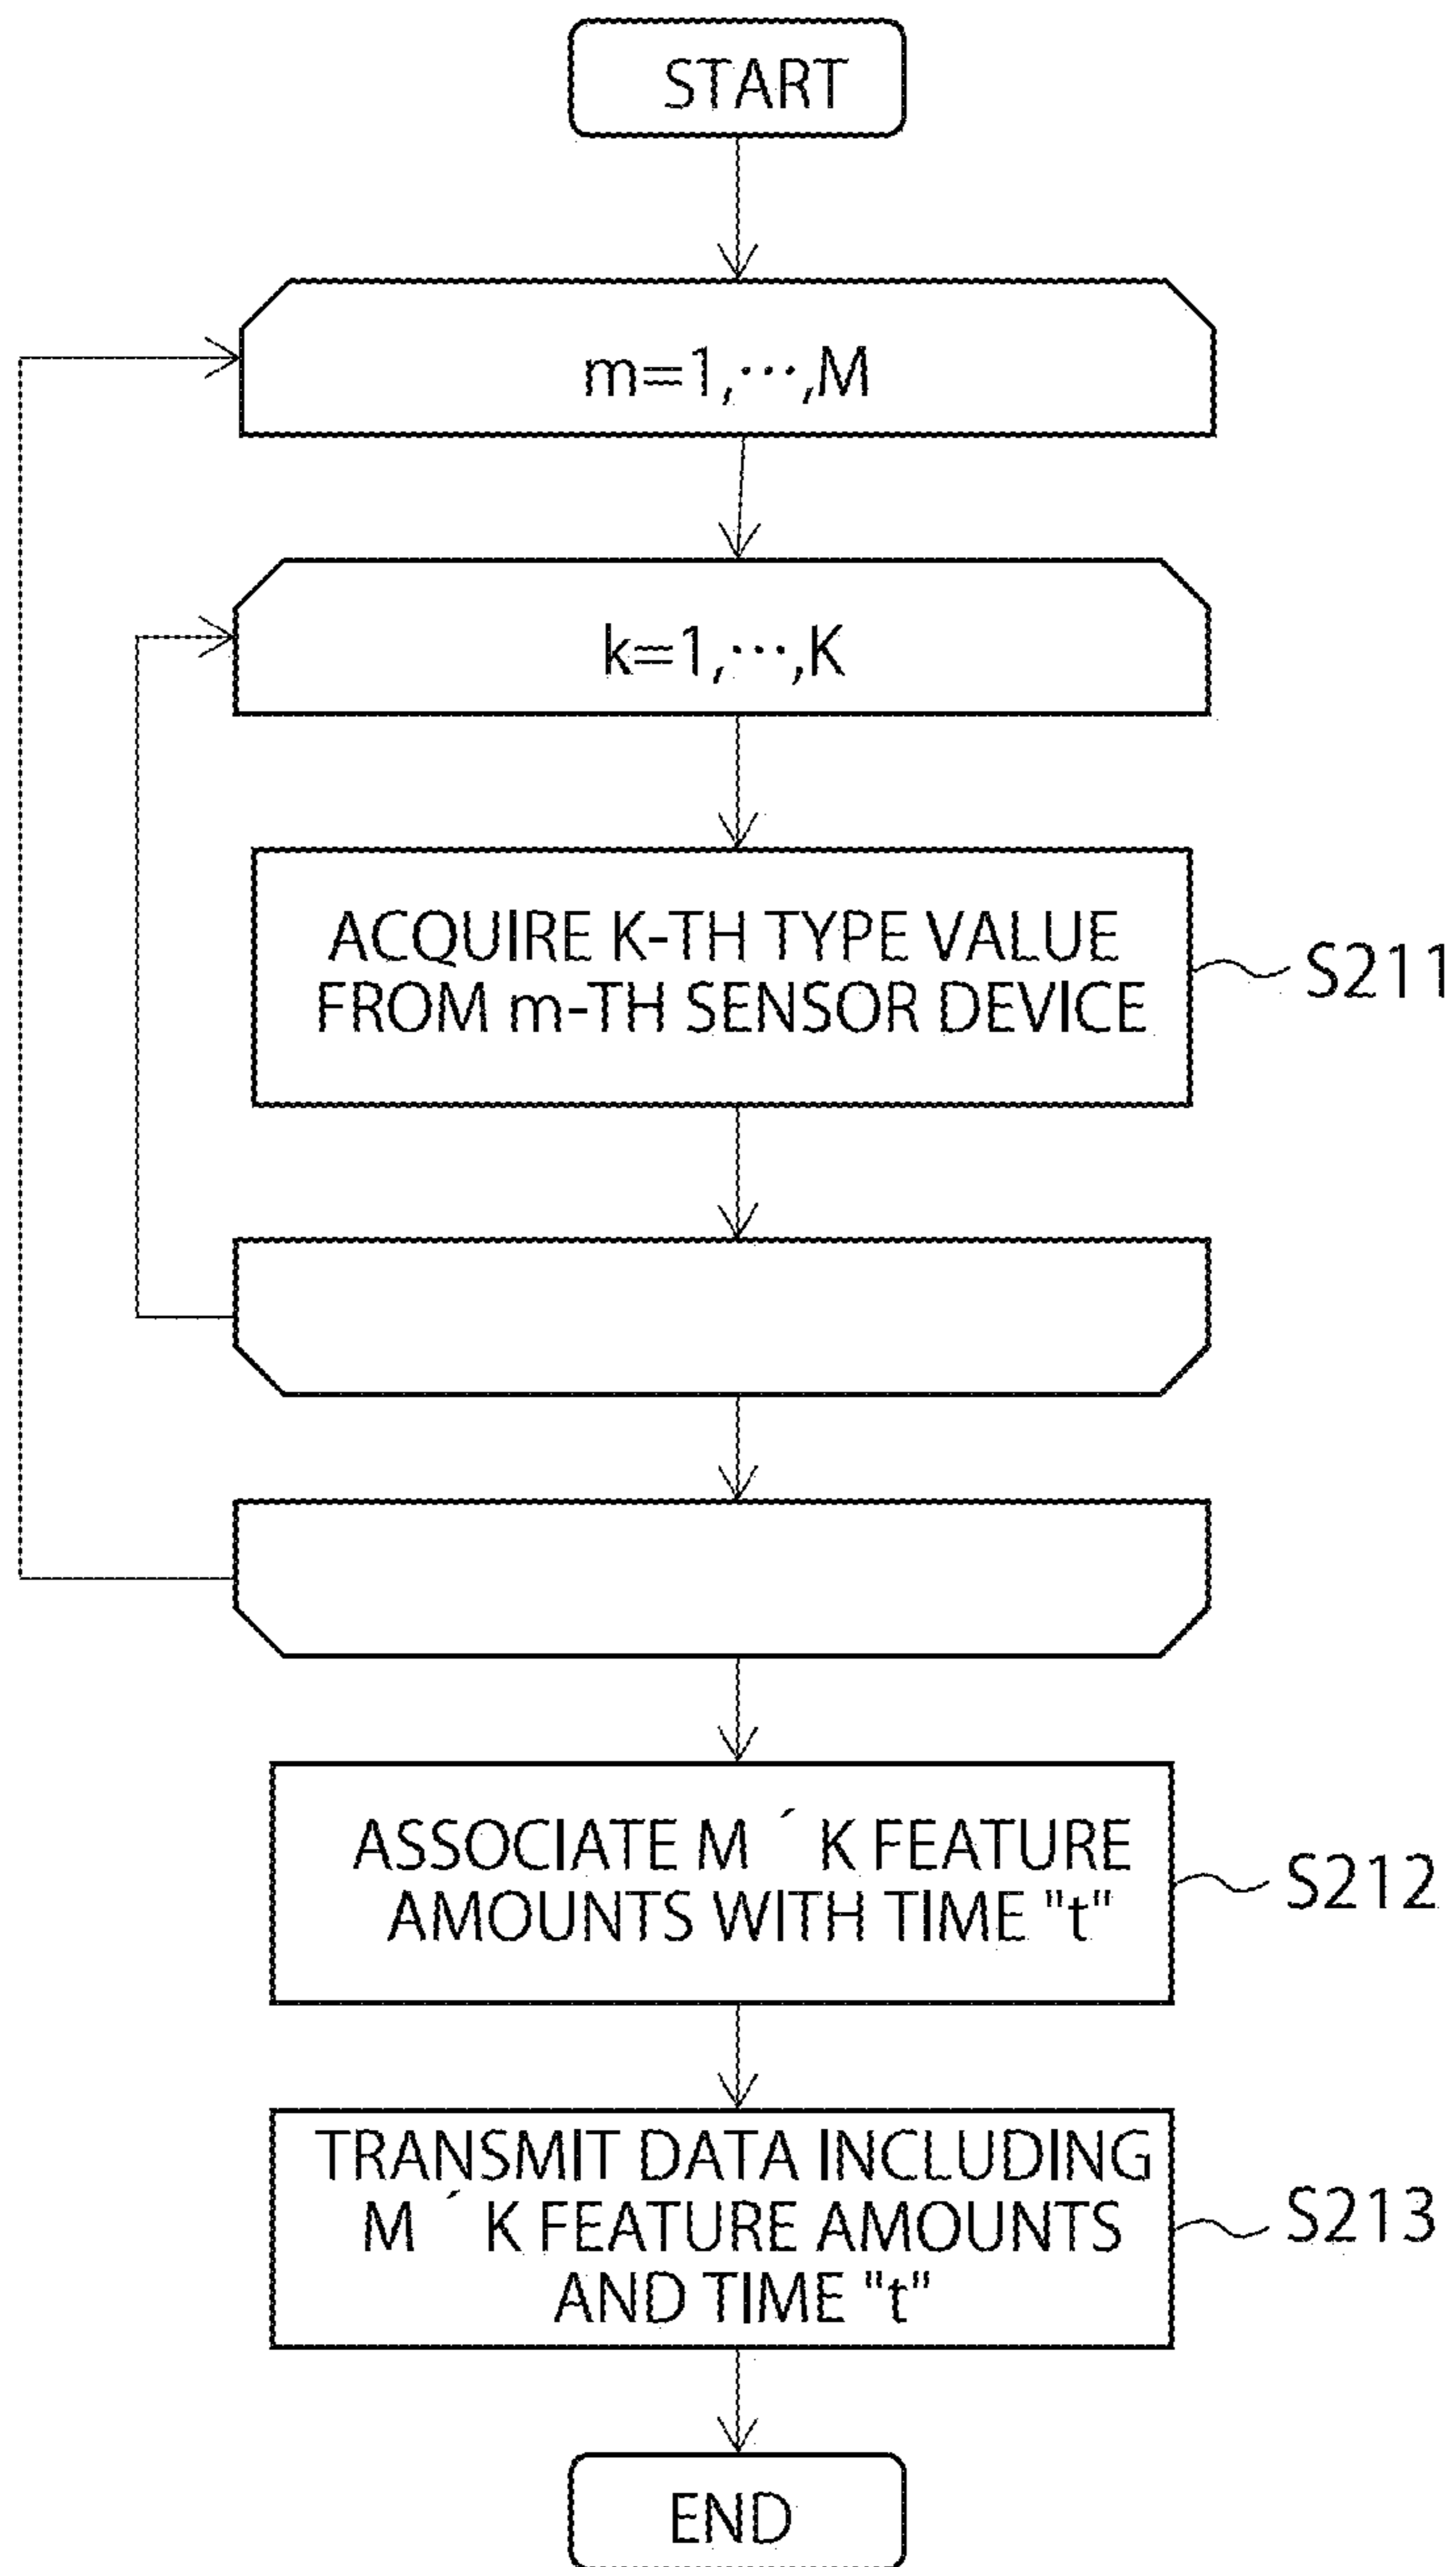 START
m=1,⋯,M
k=1,⋯,K
ACQUIRE K-TH TYPE VALUE
FROM m-TH SENSOR DEVICE
S211
ASSOCIATE M ´ K FEATURE
AMOUNTS WITH TIME "t"
S212
TRANSMIT DATA INCLUDING
M ´ K FEATURE AMOUNTS
AND TIME "t"
S213
END